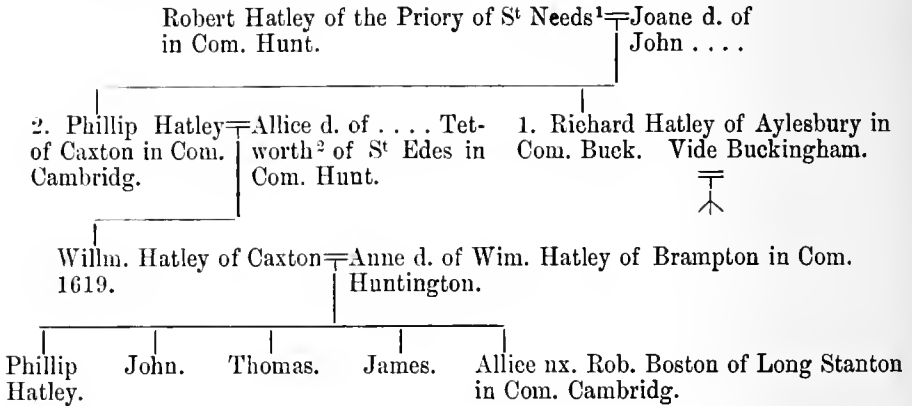 Robert Hatley of the Priory of Sᵗ Needs¹=Joane d. of
in Com. Hunt. John . . . .
2. Phillip Hatley=Allice d. of . . . . Tet-
of Caxton in Com. worth² of Sᵗ Edes in
Cambridg. Com. Hunt.
1. Richard Hatley of Aylesbury in
Com. Buck. Vide Buckingham.
Willm. Hatley of Caxton=Anne d. of Wim. Hatley of Brampton in Com.
1619. Huntington.
Phillip
Hatley.
John.
Thomas.
James.
Allice nx. Rob. Boston of Long Stanton
in Com. Cambridg.